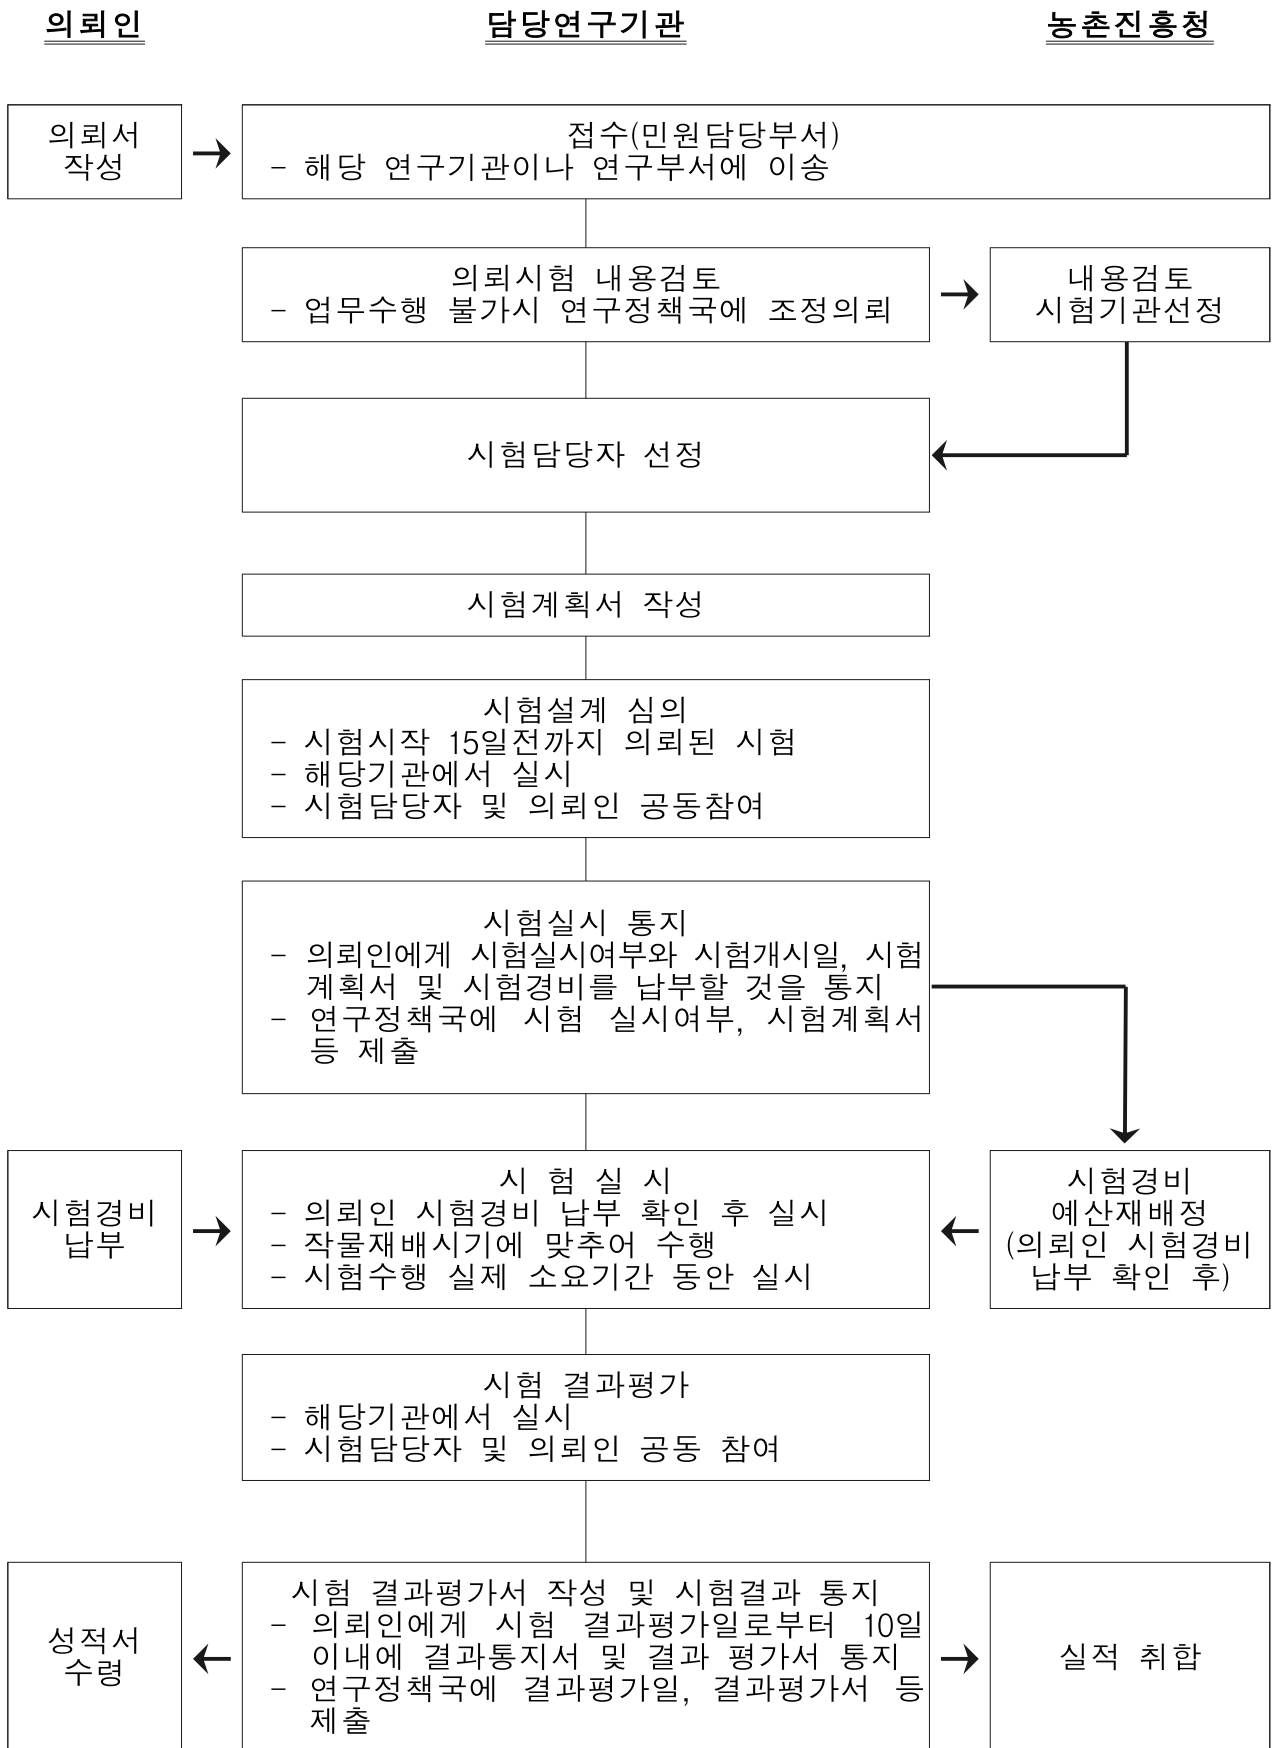 의뢰인
담당연구기관
농촌진흥청
의뢰서
작성
접수(민원담당부서)
- 해당 연구기관이나 연구부서에 이송
의뢰시험 내용검토
- 업무수행 불가시 연구정책국에 조정의뢰
내용검토
시험기관선정
시험담당자 선정
시험계획서 작성
시험설계 심의
- 시험시작 15일전까지 의뢰된 시험
- 해당기관에서 실시
- 시험담당자 및 의뢰인 공동참여
시험실시 통지
- 의뢰인에게 시험실시여부와 시험개시일, 시험
계획서 및 시험경비를 납부할 것을 통지
- 연구정책국에 시험 실시여부, 시험계획서
등 제출
시험경비
납부
시 험 실 시
- 의뢰인 시험경비 납부 확인 후 실시
- 작물재배시기에 맞추어 수행
- 시험수행 실제 소요기간 동안 실시
시험경비
예산재배정
(의뢰인 시험경비
납부 확인 후)
시험 결과평가
- 해당기관에서 실시
- 시험담당자 및 의뢰인 공동 참여
성적서
수령
시험 결과평가서 작성 및 시험결과 통지
- 의뢰인에게 시험 결과평가일로부터 10일
이내에 결과통지서 및 결과 평가서 통지
- 연구정책국에 결과평가일, 결과평가서 등
제출
실적 취합